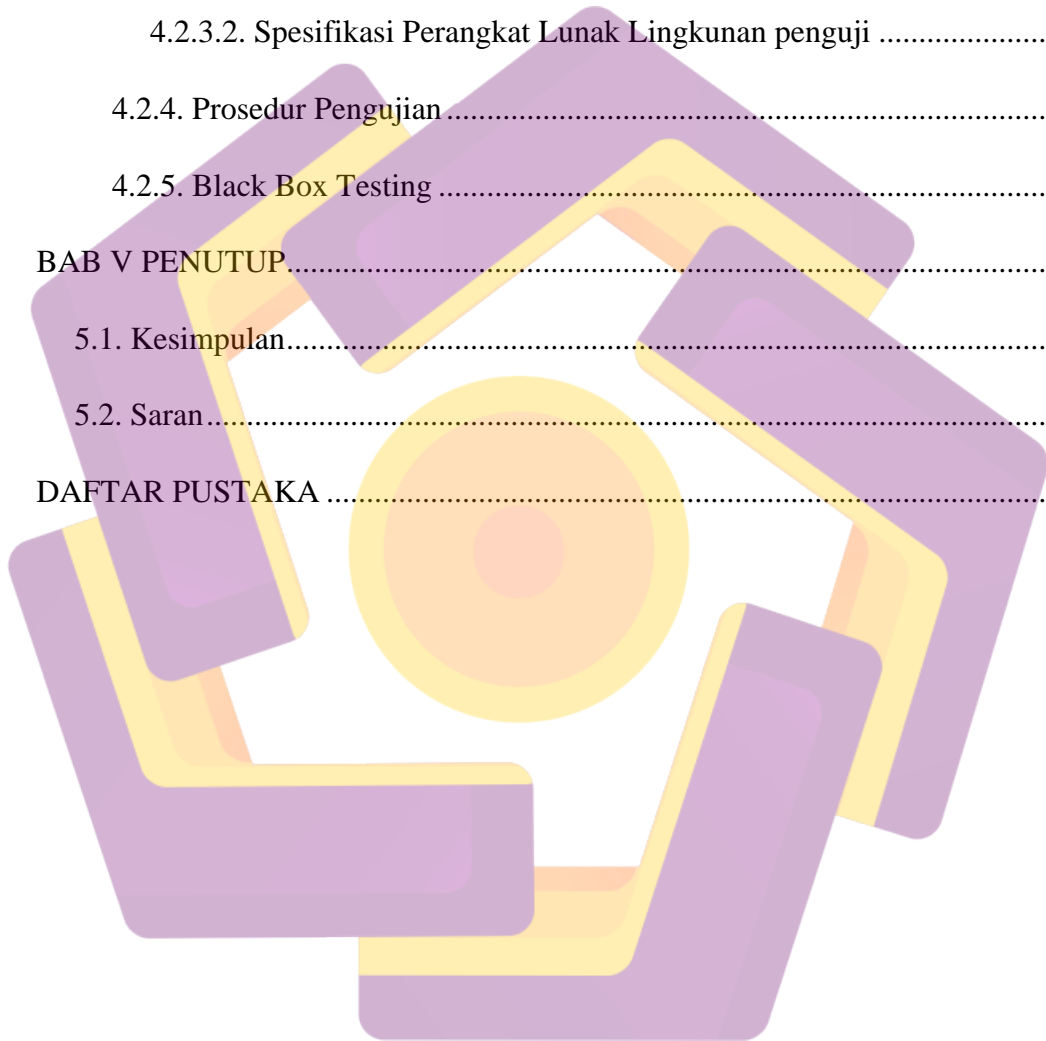 4.2.3.2. Spesifikasi Perangkat Lunak Lingkunan penguji .....................
4.2.4. Prosedur Pengujian............................................................................
4.2.5. Black Box Testing .............................................................................
BAB V PENUTUP................................................................................................
5.1. Kesimpulan................................................................................................
5.2. Saran..........................................................................................................
DAFTAR PUSTAKA ...........................................................................................